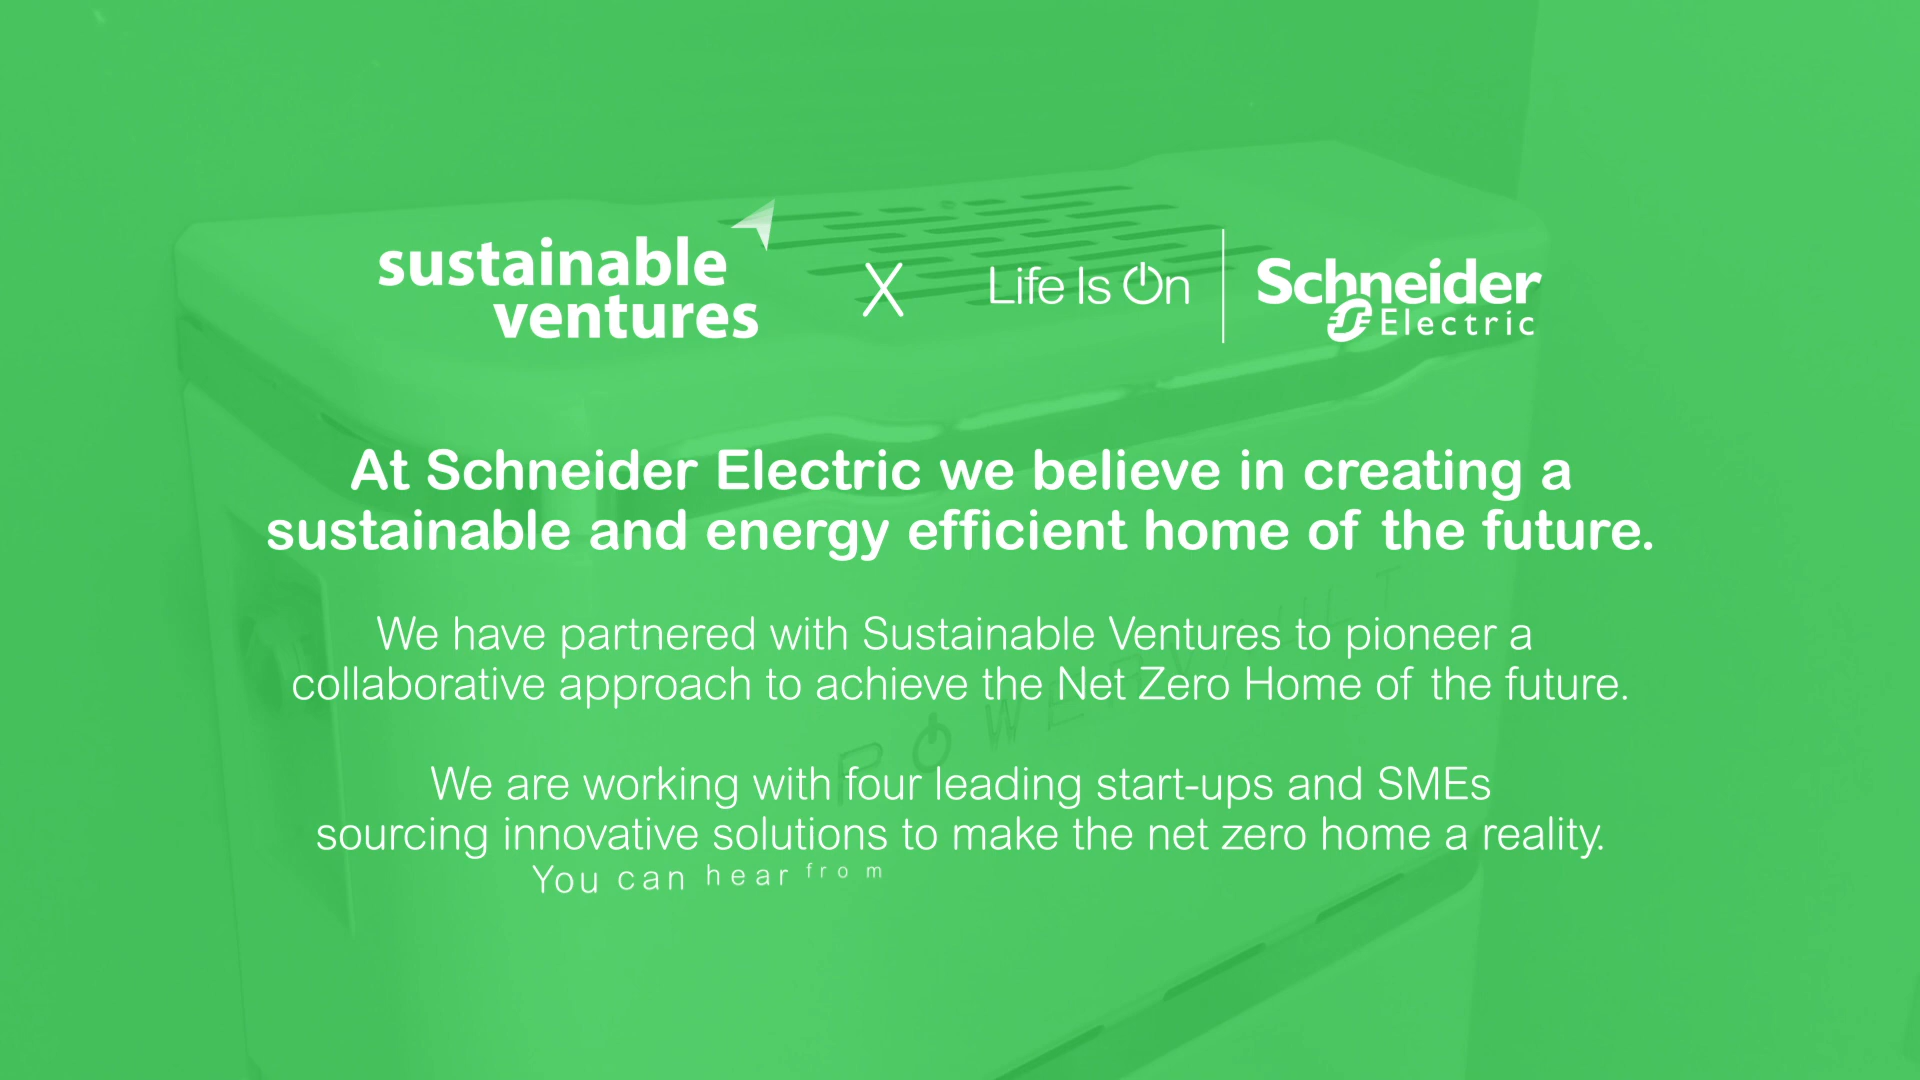 sustainable
ventures
X
Life Is On
Schneider
Electric
At Schneider Electric we believe in creating a
sustainable and energy efficient home of the future.
We have partnered with Sustainable Ventures to pioneer a
collaborative approach to achieve the Net Zero Home of the future.
POWERVAULT
We are working with four leading start-ups and SMEs
sourcing innovative solutions to make the net zero home a reality.
You can hear from